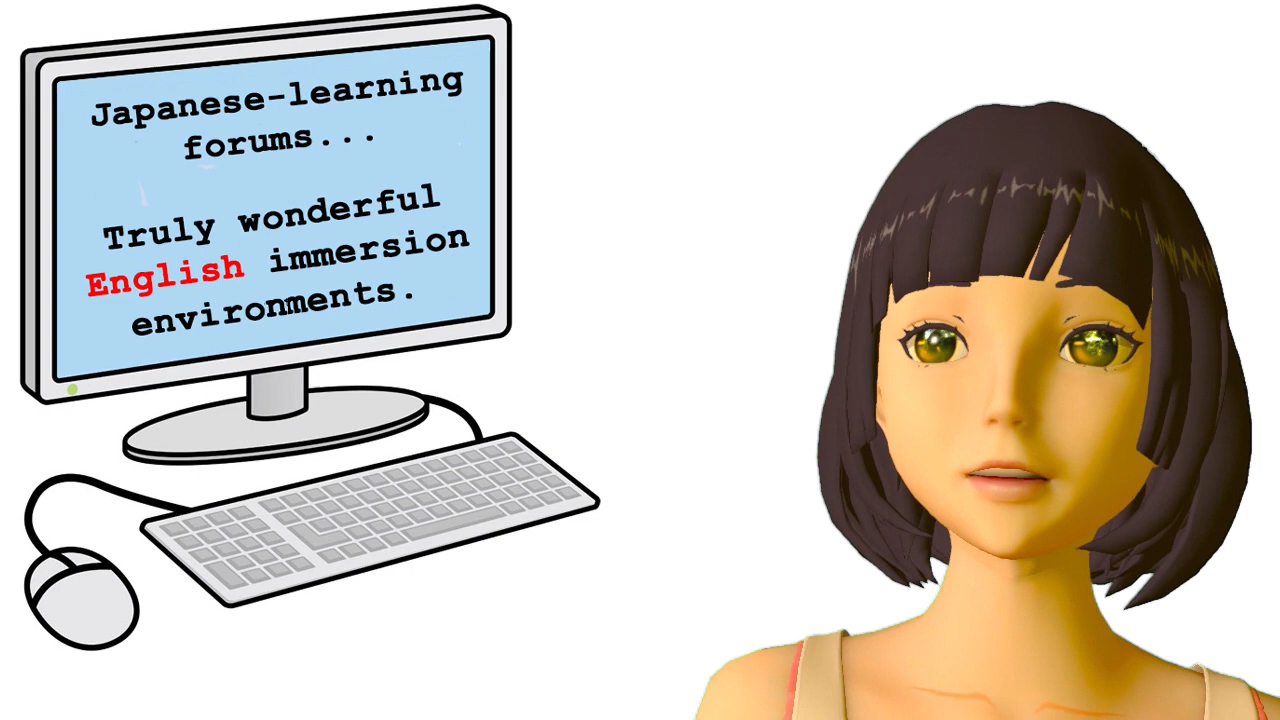 Japanese-learning
forums...
Truly wonderful
English immersion
environments.